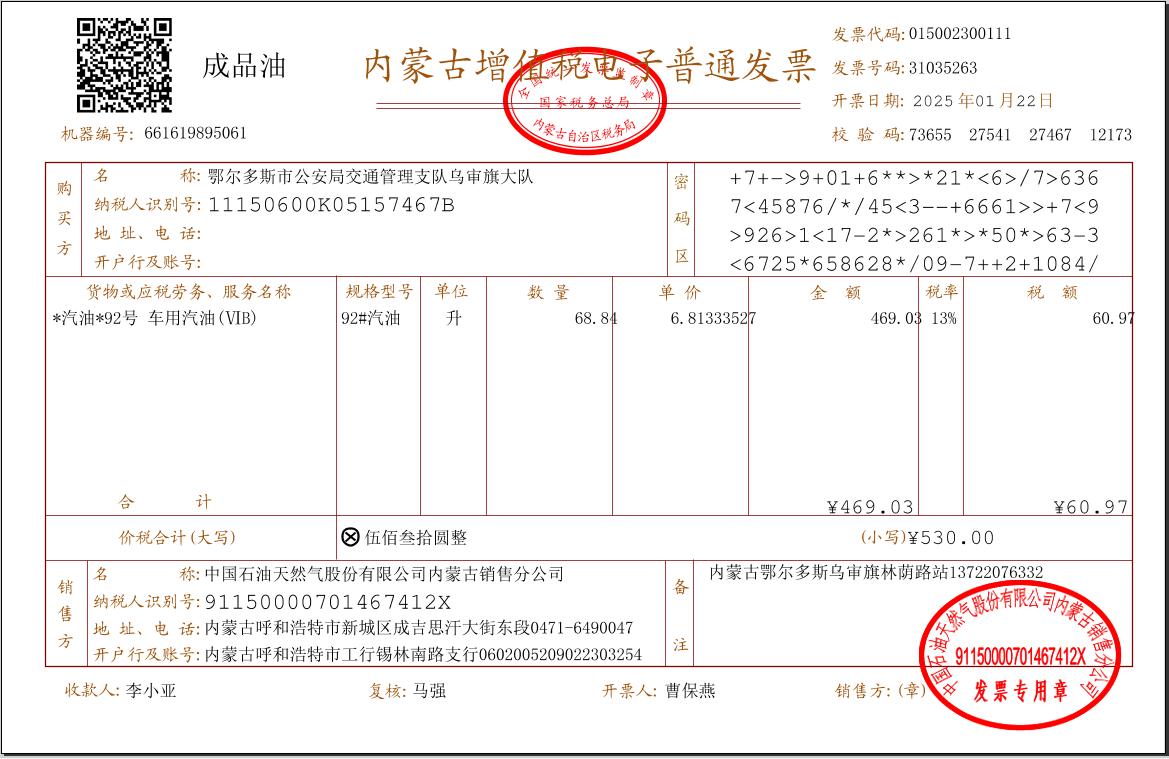 成品油
内蒙古增值税电子普通发票
全国统一发票监制章
国家税务总局
内蒙古自治区税务局
发票代码:015002300111
发票号码:31035263
开票日期: 2025年01月22日
机器编号: 661619895061
校 验 码:73655 27541 27467 12173
购买方
名 称: 鄂尔多斯市公安局交通管理支队乌审旗大队
纳税人识别号: 11150600K05157467B
地 址、电 话:
开户行及账号:
密码区
+7+->9+01+6**>*21*<6>/7>636
7<45876/*/45<3--+6661>>+7<9
>926>1<17-2*>261*>*50*>63-3
<6725*658628*/09-7++2+1084/
货物或应税劳务、服务名称 规格型号 单位 数 量 单 价 金 额 税率 税 额
*汽油*92号 车用汽油(VIB) 92#汽油 升 68.84 6.81333527 469.03 13% 60.97
合 计 ¥469.03 ¥60.97
价税合计(大写) ⊗伍佰叁拾圆整 (小写)¥530.00
销售方
名 称: 中国石油天然气股份有限公司内蒙古销售分公司
纳税人识别号: 91150000701467412X
地 址、电 话: 内蒙古呼和浩特市新城区成吉思汗大街东段0471-6490047
开户行及账号: 内蒙古呼和浩特市工行锡林南路支行0602005209022303254
备注
内蒙古鄂尔多斯乌审旗林荫路站13722076332
收款人: 李小亚 复核: 马强 开票人: 曹保燕 销售方: (章)
中国石油天然气股份有限公司内蒙古销售分公司
91150000701467412X
发票专用章